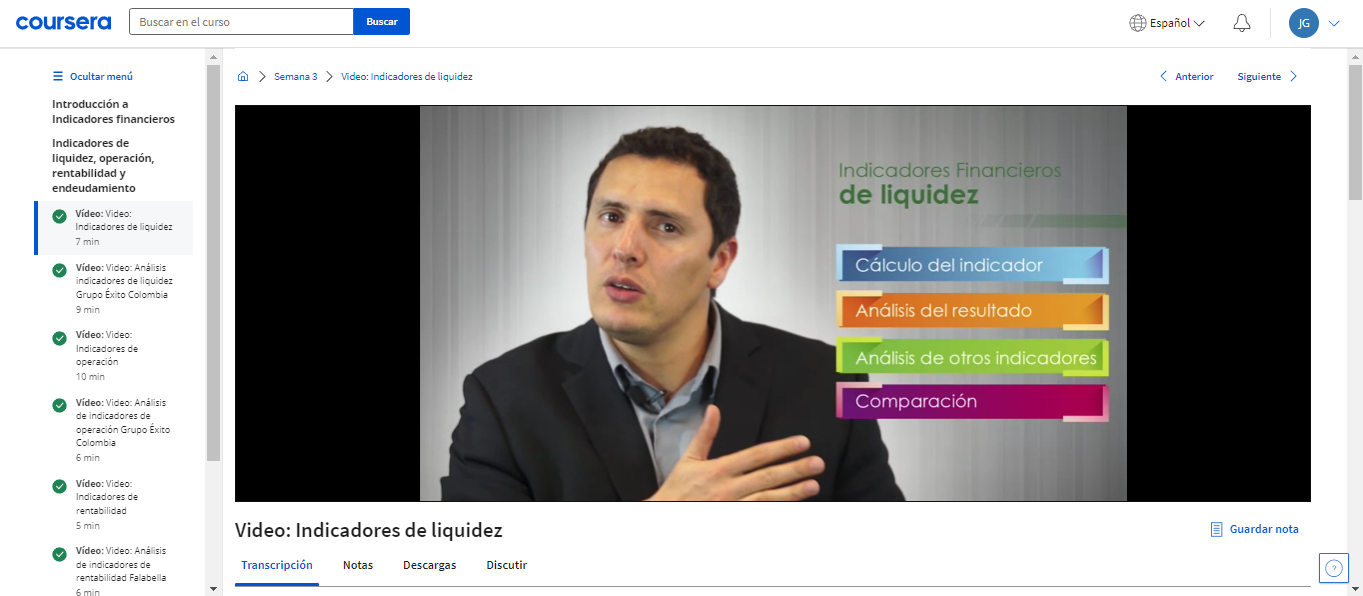 coursera
Buscar en el curso
Buscar
Español
JG
Ocultar menú
Introducción a
Indicadores financieros
Indicadores de
liquidez, operación,
rentabilidad y
endeudamiento
Vídeo: Video:
Indicadores de liquidez
7 min
Vídeo: Video: Análisis
indicadores de liquidez
Grupo Éxito Colombia
9 min
Vídeo: Video:
Indicadores de
operación
10 min
Vídeo: Video: Análisis
de indicadores de
operación Grupo Éxito
Colombia
6 min
Vídeo: Video:
Indicadores de
rentabilidad
5 min
Vídeo: Video: Análisis
de indicadores de
rentabilidad Falabella
6 min
Semana 3
Video: Indicadores de liquidez
Anterior
Siguiente
Indicadores Financieros
de liquidez
Cálculo del indicador
Análisis del resultado
Análisis de otros indicadores
Comparación
Video: Indicadores de liquidez
Guardar nota
Transcripción Notas Descargas Discutir
?